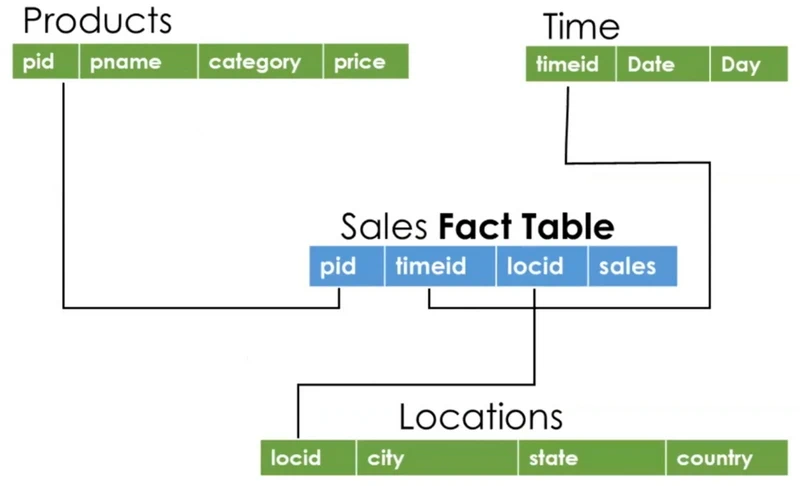 Products
pid pname category price
Time
timeid Date Day
Sales Fact Table
pid timeid locid sales
Locations
locid city state country